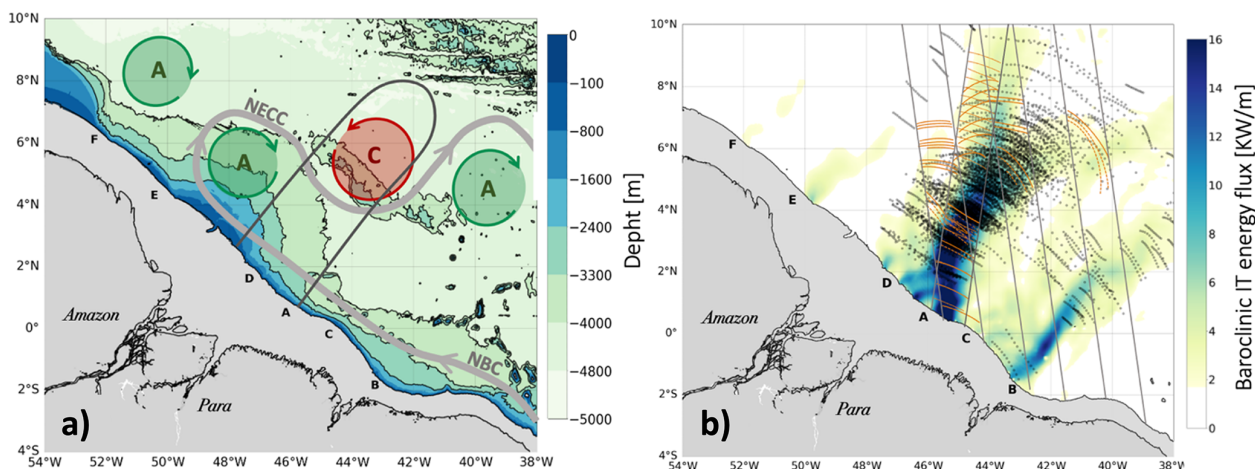 10°N
8°N
6°N
4°N
2°N
0°
2°S
4°S
54°W 52°W 50°W 48°W 46°W 44°W 42°W 40°W 38°W
A
NECC
A
C
A
F
E
D
A
C
B
NBC
Amazon
Para
a)
0
−100
−800
−1600
−2400
−3300
−4000
−4800
−5000
Depht [m]
10°N
8°N
6°N
4°N
2°N
0°
2°S
4°S
54°W 52°W 50°W 48°W 46°W 44°W 42°W 40°W 38°W
F
E
D
A
C
B
Amazon
Para
b)
16
14
12
10
8
6
4
2
0
Baroclinic IT energy flux [KW/m]